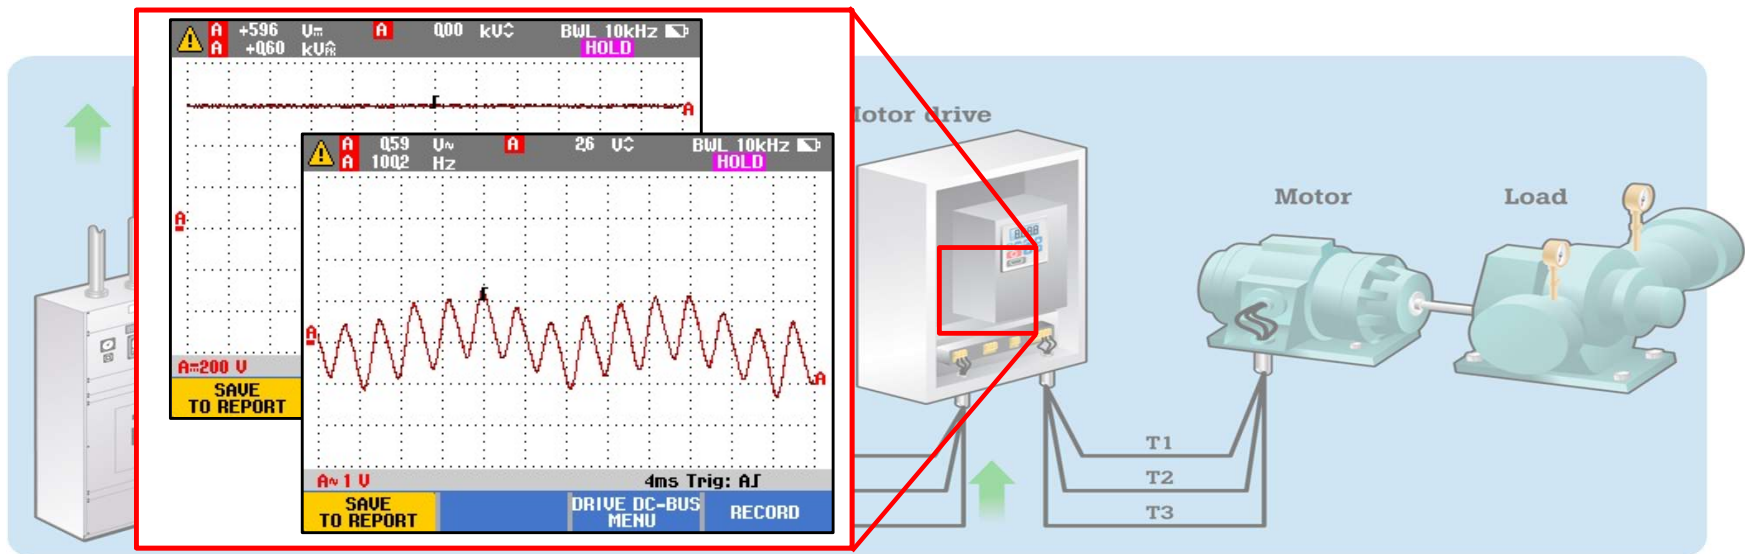 A +596 V⎓ A 0.00 kV≎ BWL 10kHz
A +0.60 kVPK HOLD
A
A
A⎓200 V
SAVE
TO REPORT
A 0.59 V~ A 2.6 V≎ BWL 10kHz
A 100.2 Hz HOLD
A
A
A~1 V 4ms Trig: A
SAVE
TO REPORT
DRIVE DC-BUS
MENU
RECORD
otor drive
Motor
Load
T1
T2
T3